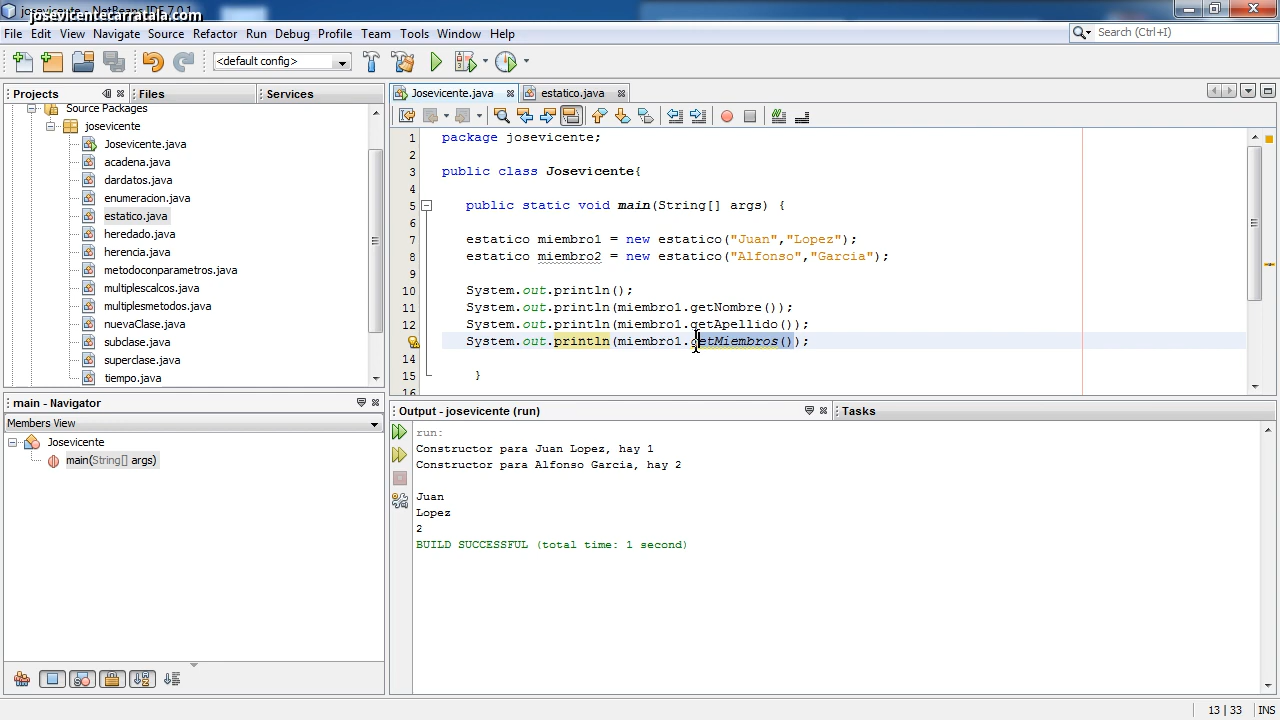 josevicente - NetBeans IDE 7.0.1
josevicentecarratala.com
File Edit View Navigate Source Refactor Run Debug Profile Team Tools Window Help
Search (Ctrl+I)
<default config>
Projects Files Services
Source Packages
josevicente
Josevicente.java
acadena.java
dardatos.java
enumeracion.java
estatico.java
heredado.java
herencia.java
metodoconparametros.java
multiplescalcos.java
multiplesmetodos.java
nuevaClase.java
subclase.java
superclase.java
tiempo.java
main - Navigator
Members View
Josevicente
main(String[] args)
Josevicente.java estatico.java
1 package josevicente;
2
3 public class Josevicente{
4
5 public static void main(String[] args) {
6
7 estatico miembro1 = new estatico("Juan","Lopez");
8 estatico miembro2 = new estatico("Alfonso","Garcia");
9
10 System.out.println();
11 System.out.println(miembro1.getNombre());
12 System.out.println(miembro1.getApellido());
System.out.println(miembro1.getMiembros());
14
15 }
16
Output - josevicente (run) Tasks
run:
Constructor para Juan Lopez, hay 1
Constructor para Alfonso Garcia, hay 2
Juan
Lopez
2
BUILD SUCCESSFUL (total time: 1 second)
13 | 33 INS